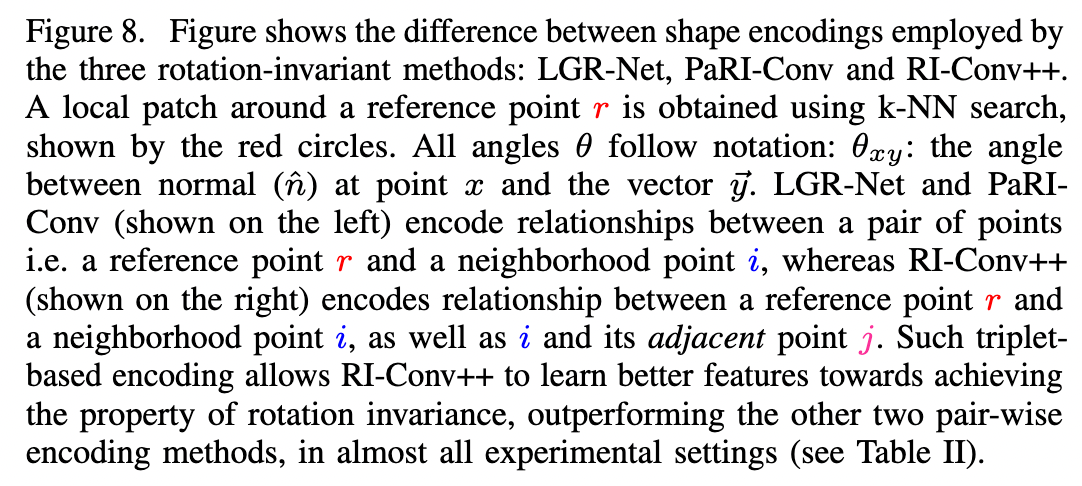 Figure 8.   Figure shows the difference between shape encodings employed by
the three rotation-invariant methods: LGR-Net, PaRI-Conv and RI-Conv++.
A local patch around a reference point r is obtained using k-NN search,
shown by the red circles. All angles θ follow notation: θxy: the angle
between normal (n̂) at point x and the vector y⃗. LGR-Net and PaRI-
Conv (shown on the left) encode relationships between a pair of points
i.e. a reference point r and a neighborhood point i, whereas RI-Conv++
(shown on the right) encodes relationship between a reference point r and
a neighborhood point i, as well as i and its adjacent point j. Such triplet-
based encoding allows RI-Conv++ to learn better features towards achieving
the property of rotation invariance, outperforming the other two pair-wise
encoding methods, in almost all experimental settings (see Table II).